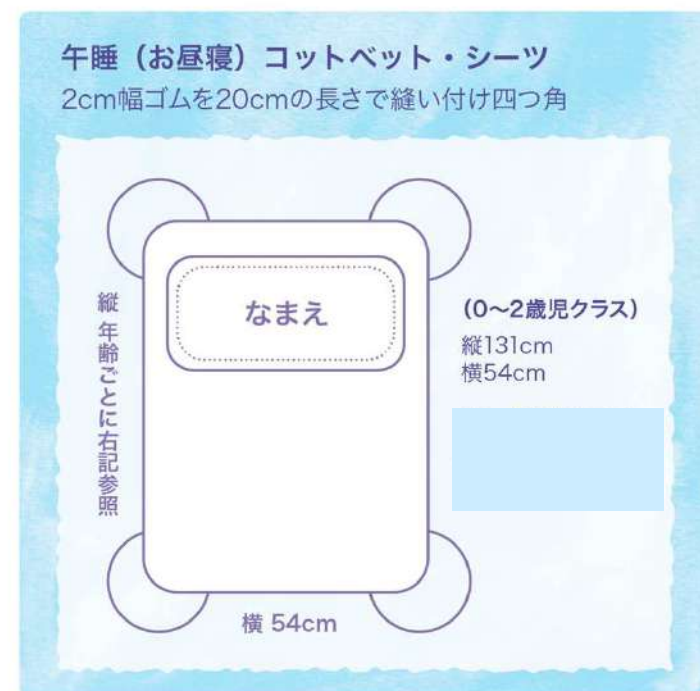 午睡（お昼寝）コットベット・シーツ
2cm幅ゴムを20cmの長さで縫い付け四つ角
なまえ
縦 年齢ごとに右記参照
(0〜2歳児クラス)
縦131cm
横54cm
横 54cm